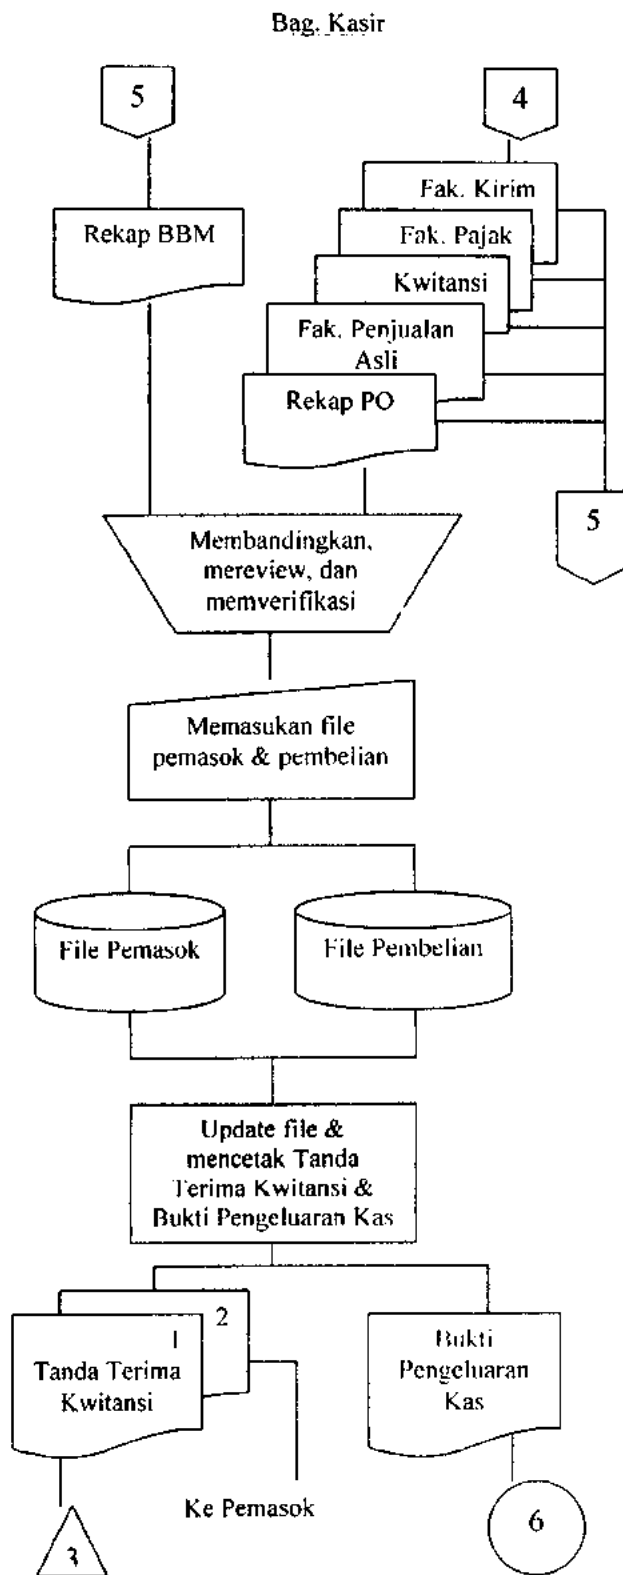 Bag. Kasir
5
4
Rekap BBM
Fak. Kirim
Fak. Pajak
Kwitansi
Fak. Penjualan
Asli
Rekap PO
5
Membandingkan,
mereview, dan
memverifikasi
Memasukan file
pemasok & pembelian
File Pemasok
File Pembelian
Update file &
mencetak Tanda
Terima Kwitansi &
Bukti Pengeluaran Kas
2
1
Tanda Terima
Kwitansi
Bukti
Pengeluaran
Kas
Ke Pemasok
3
6